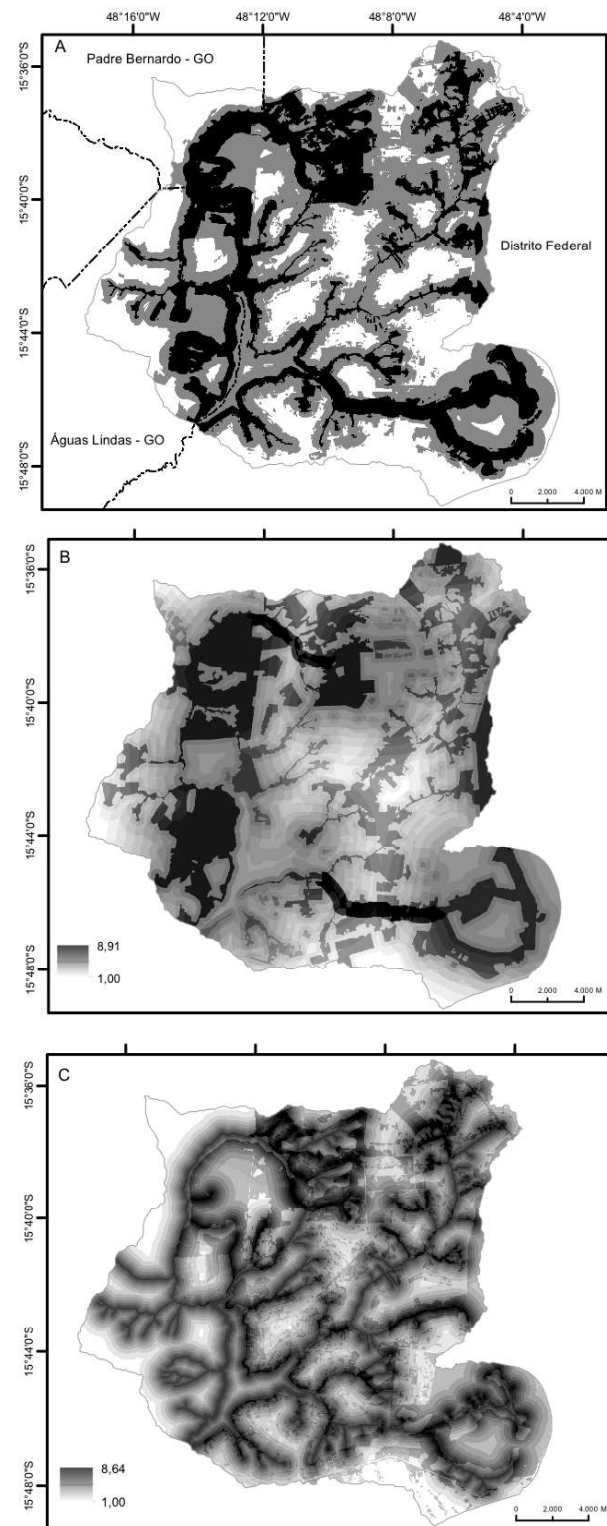 48°16'0"W 48°12'0"W 48°8'0"W 48°4'0"W
A
Padre Bernardo - GO
15°36'0"S
15°40'0"S
Distrito Federal
15°44'0"S
Águas Lindas - GO
15°48'0"S
0 2.000 4.000 M
B
15°36'0"S
15°40'0"S
15°44'0"S
8,91
1,00
15°48'0"S
0 2.000 4.000 M
C
15°36'0"S
15°40'0"S
15°44'0"S
8,64
1,00
15°48'0"S
0 2.000 4.000 M